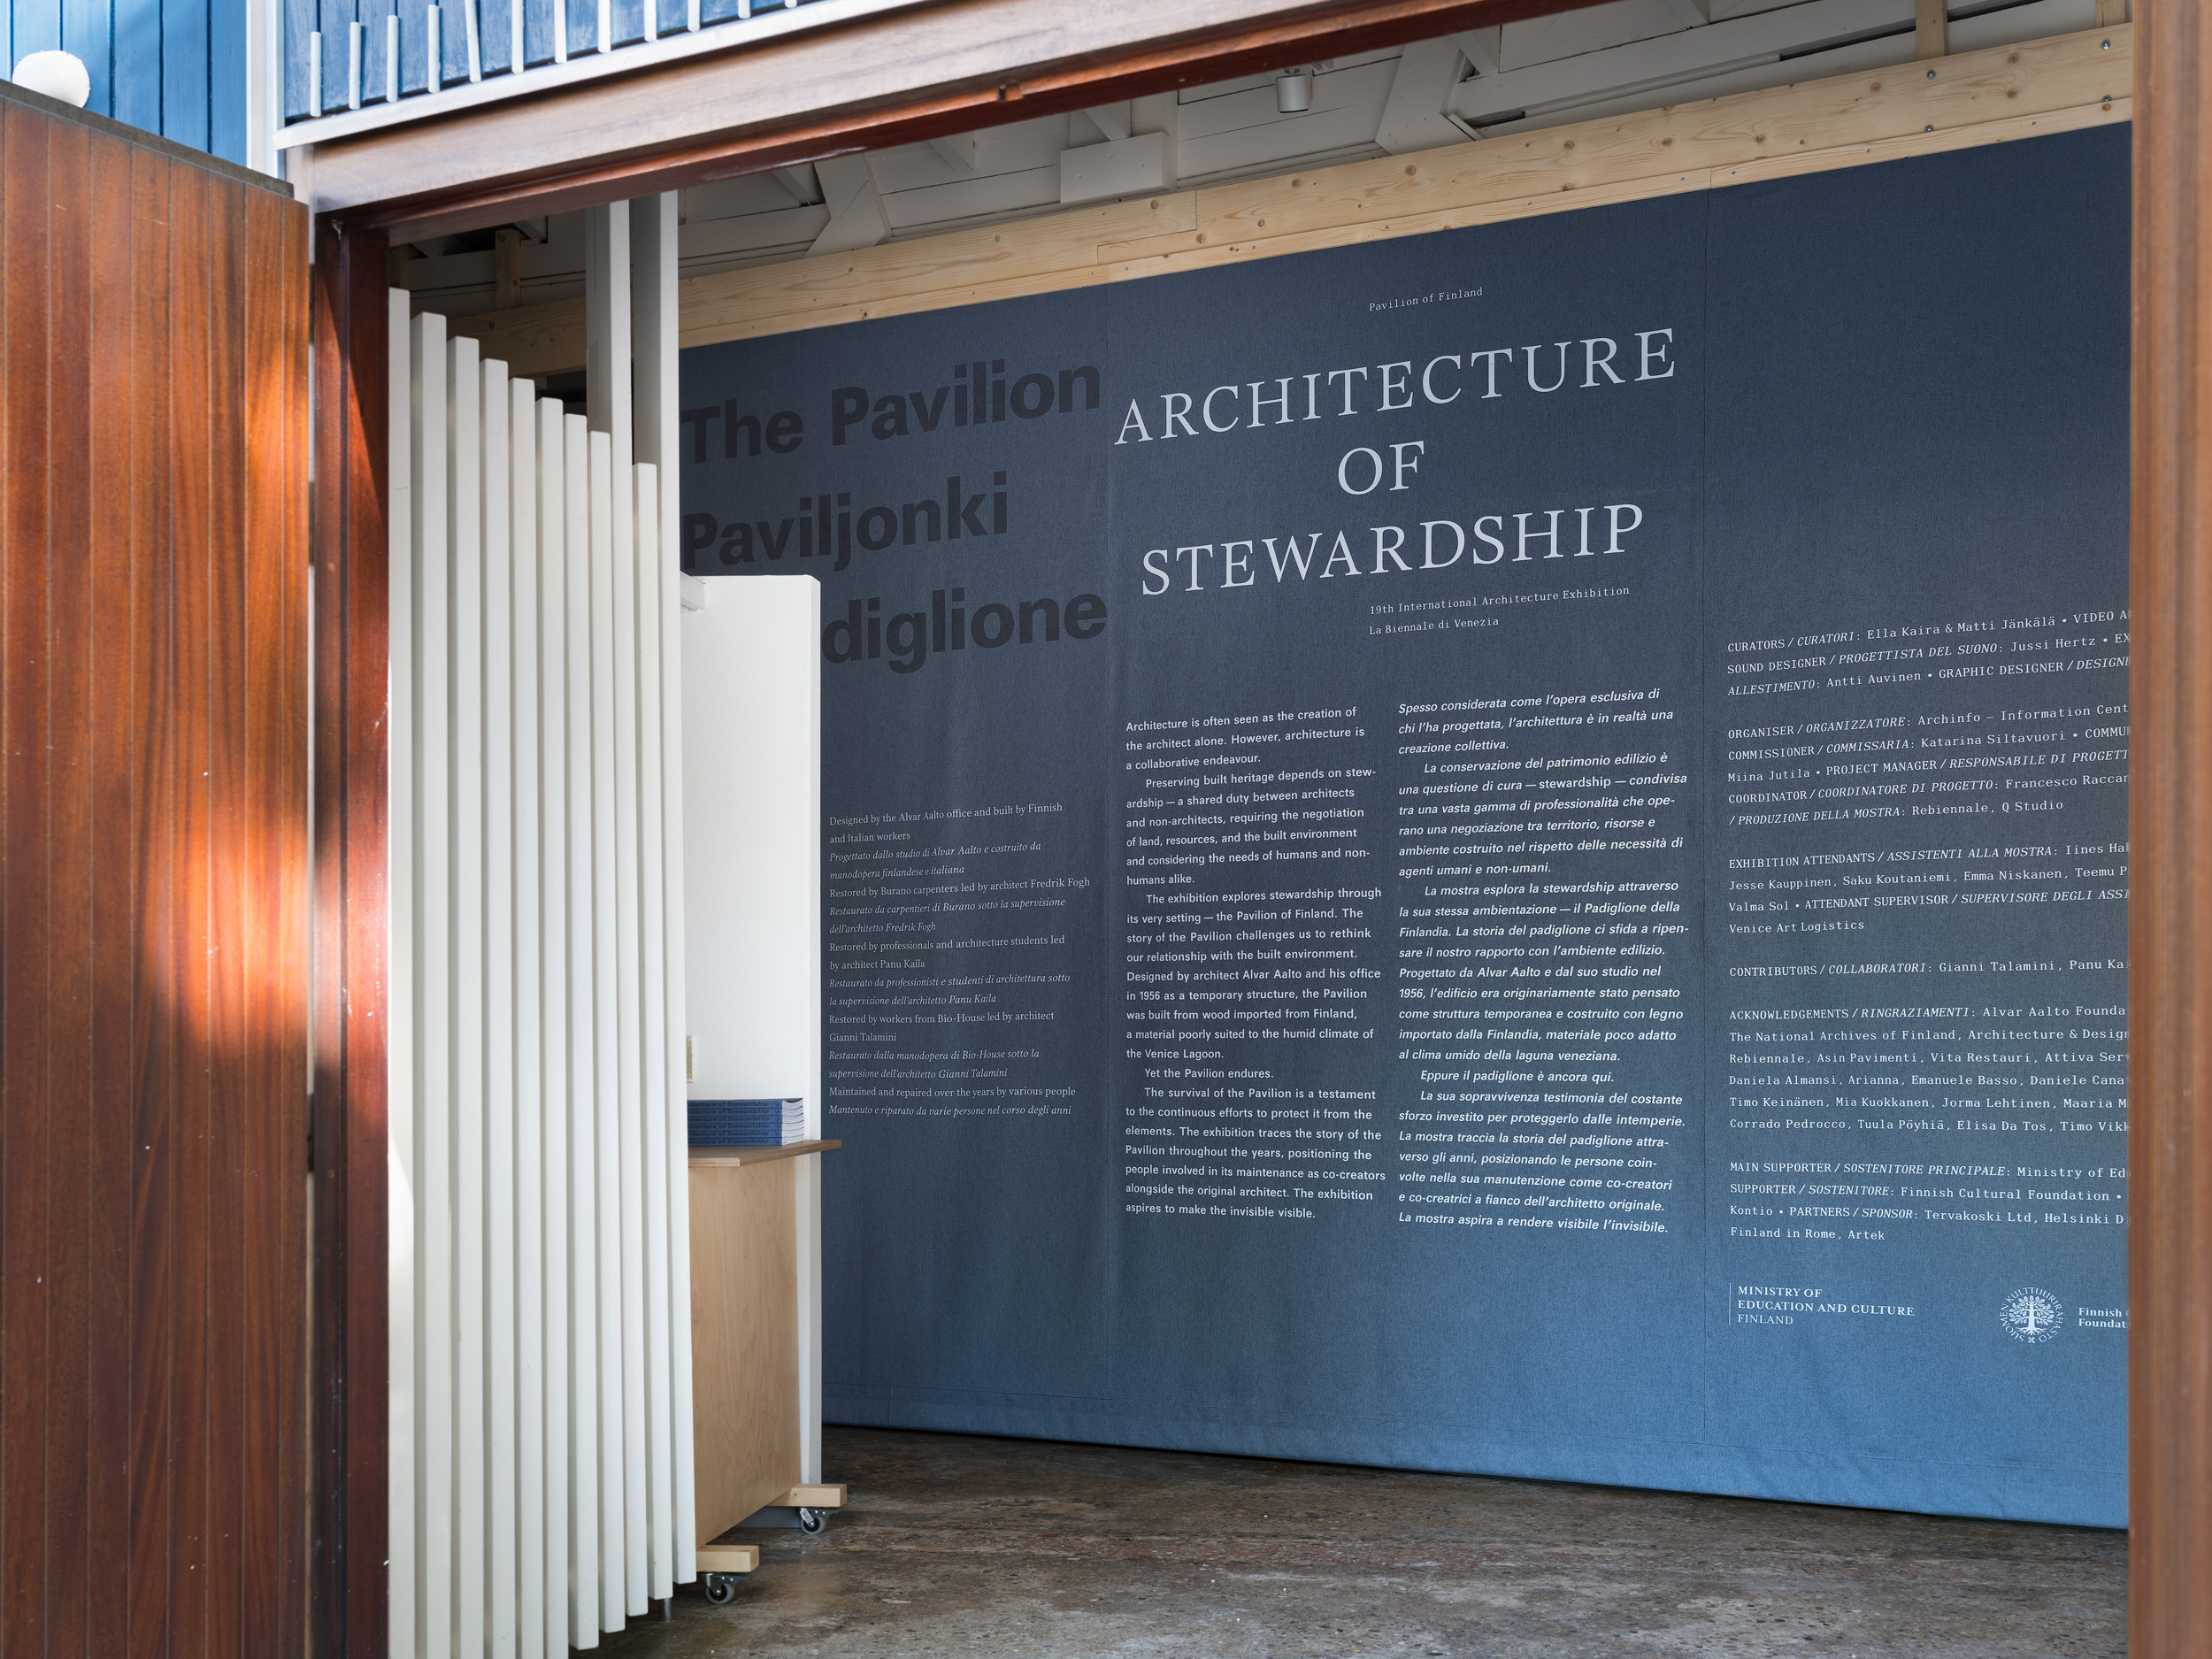 The Pavilion
Paviljonki
diglione
Designed by the Alvar Aalto office and built by Finnish
and Italian workers
Progettato dallo studio di Alvar Aalto e costruito da
manodopera finlandese e italiana
Restored by Burano carpenters led by architect Fredrik Fogh
Restaurato da carpentieri di Burano sotto la supervisione
dell'architetto Fredrik Fogh
Restored by professionals and architecture students led
by architect Panu Kaila
Restaurato da professionisti e studenti di architettura sotto
la supervisione dell'architetto Panu Kaila
Restored by workers from Bio-House led by architect
Gianni Talamini
Restaurato dalla manodopera di Bio-House sotto la
supervisione dell'architetto Gianni Talamini
Maintained and repaired over the years by various people
Mantenuto e riparato da varie persone nel corso degli anni
Pavilion of Finland
ARCHITECTURE
OF
STEWARDSHIP
19th International Architecture Exhibition
La Biennale di Venezia
Architecture is often seen as the creation of
the architect alone. However, architecture is
a collaborative endeavour.
Preserving built heritage depends on stew-
ardship — a shared duty between architects
and non-architects, requiring the negotiation
of land, resources, and the built environment
and considering the needs of humans and non-
humans alike.
The exhibition explores stewardship through
its very setting — the Pavilion of Finland. The
story of the Pavilion challenges us to rethink
our relationship with the built environment.
Designed by architect Alvar Aalto and his office
in 1956 as a temporary structure, the Pavilion
was built from wood imported from Finland,
a material poorly suited to the humid climate of
the Venice Lagoon.
Yet the Pavilion endures.
The survival of the Pavilion is a testament
to the continuous efforts to protect it from the
elements. The exhibition traces the story of the
Pavilion throughout the years, positioning the
people involved in its maintenance as co-creators
alongside the original architect. The exhibition
aspires to make the invisible visible.
Spesso considerata come l'opera esclusiva di
chi l'ha progettata, l'architettura è in realtà una
creazione collettiva.
La conservazione del patrimonio edilizio è
una questione di cura — stewardship — condivisa
tra una vasta gamma di professionalità che ope-
rano una negoziazione tra territorio, risorse e
ambiente costruito nel rispetto delle necessità di
agenti umani e non-umani.
La mostra esplora la stewardship attraverso
la sua stessa ambientazione — il Padiglione della
Finlandia. La storia del padiglione ci sfida a ripen-
sare il nostro rapporto con l'ambiente edilizio.
Progettato da Alvar Aalto e dal suo studio nel
1956, l'edificio era originariamente stato pensato
come struttura temporanea e costruito con legno
importato dalla Finlandia, materiale poco adatto
al clima umido della laguna veneziana.
Eppure il padiglione è ancora qui.
La sua sopravvivenza testimonia del costante
sforzo investito per proteggerlo dalle intemperie.
La mostra traccia la storia del padiglione attra-
verso gli anni, posizionando le persone coin-
volte nella sua manutenzione come co-creatori
e co-creatrici a fianco dell'architetto originale.
La mostra aspira a rendere visibile l'invisibile.
CURATORS / CURATORI: Ella Kaira & Matti Jänkälä • VIDEO A
SOUND DESIGNER / PROGETTISTA DEL SUONO: Jussi Hertz • EX
ALLESTIMENTO: Antti Auvinen • GRAPHIC DESIGNER / DESIGNE
ORGANISER / ORGANIZZATORE: Archinfo – Information Cent
COMMISSIONER / COMMISSARIA: Katarina Siltavuori • COMMU
Miina Jutila • PROJECT MANAGER / RESPONSABILE DI PROGETT
COORDINATOR / COORDINATORE DI PROGETTO: Francesco Raccan
/ PRODUZIONE DELLA MOSTRA: Rebiennale, Q Studio
EXHIBITION ATTENDANTS / ASSISTENTI ALLA MOSTRA: Iines Ha
Jesse Kauppinen, Saku Koutaniemi, Emma Niskanen, Teemu P
Valma Sol • ATTENDANT SUPERVISOR / SUPERVISORE DEGLI ASSI
Venice Art Logistics
CONTRIBUTORS / COLLABORATORI: Gianni Talamini, Panu Ka
ACKNOWLEDGEMENTS / RINGRAZIAMENTI: Alvar Aalto Founda
The National Archives of Finland, Architecture & Design
Rebiennale, Asin Pavimenti, Vita Restauri, Attiva Serv
Daniela Almansi, Arianna, Emanuele Basso, Daniele Cana
Timo Keinänen, Mia Kuokkanen, Jorma Lehtinen, Maaria M
Corrado Pedrocco, Tuula Pöyhiä, Elisa Da Tos, Timo Vikk
MAIN SUPPORTER / SOSTENITORE PRINCIPALE: Ministry of Ed
SUPPORTER / SOSTENITORE: Finnish Cultural Foundation •
Kontio • PARTNERS / SPONSOR: Tervakoski Ltd, Helsinki D
Finland in Rome, Artek
MINISTRY OF
EDUCATION AND CULTURE
FINLAND
SUOMEN KULTTUURIRAHASTO
Finnish
Foundati